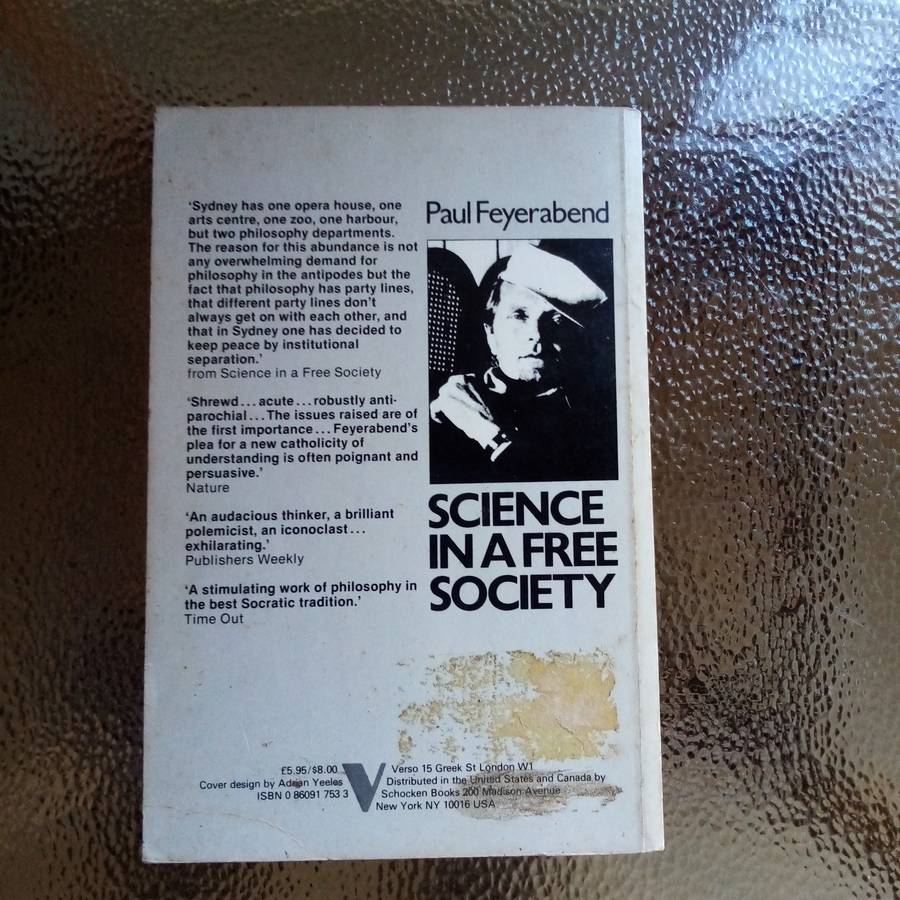 'Sydney has one opera house, one
arts centre, one zoo, one harbour,
but two philosophy departments.
The reason for this abundance is not
any overwhelming demand for
philosophy in the antipodes but the
fact that philosophy has party lines,
that different party lines don't
always get on with each other, and
that in Sydney one has decided to
keep peace by institutional
separation.'
from Science in a Free Society
'Shrewd...acute...robustly anti-
parochial...The issues raised are of
the first importance...Feyerabend's
plea for a new catholicity of
understanding is often poignant and
persuasive.'
Nature
'An audacious thinker, a brilliant
polemicist, an iconoclast...
exhilarating.'
Publishers Weekly
'A stimulating work of philosophy in
the best Socratic tradition.'
Time Out
Paul Feyerabend
SCIENCE
IN A FREE
SOCIETY
£5.95/$8.00
Cover design by Adrian Yeeles
ISBN 0 86091 753 3
V
Verso 15 Greek St London W1
Distributed in the United States and Canada by
Schocken Books 200 Madison Avenue
New York NY 10016 USA